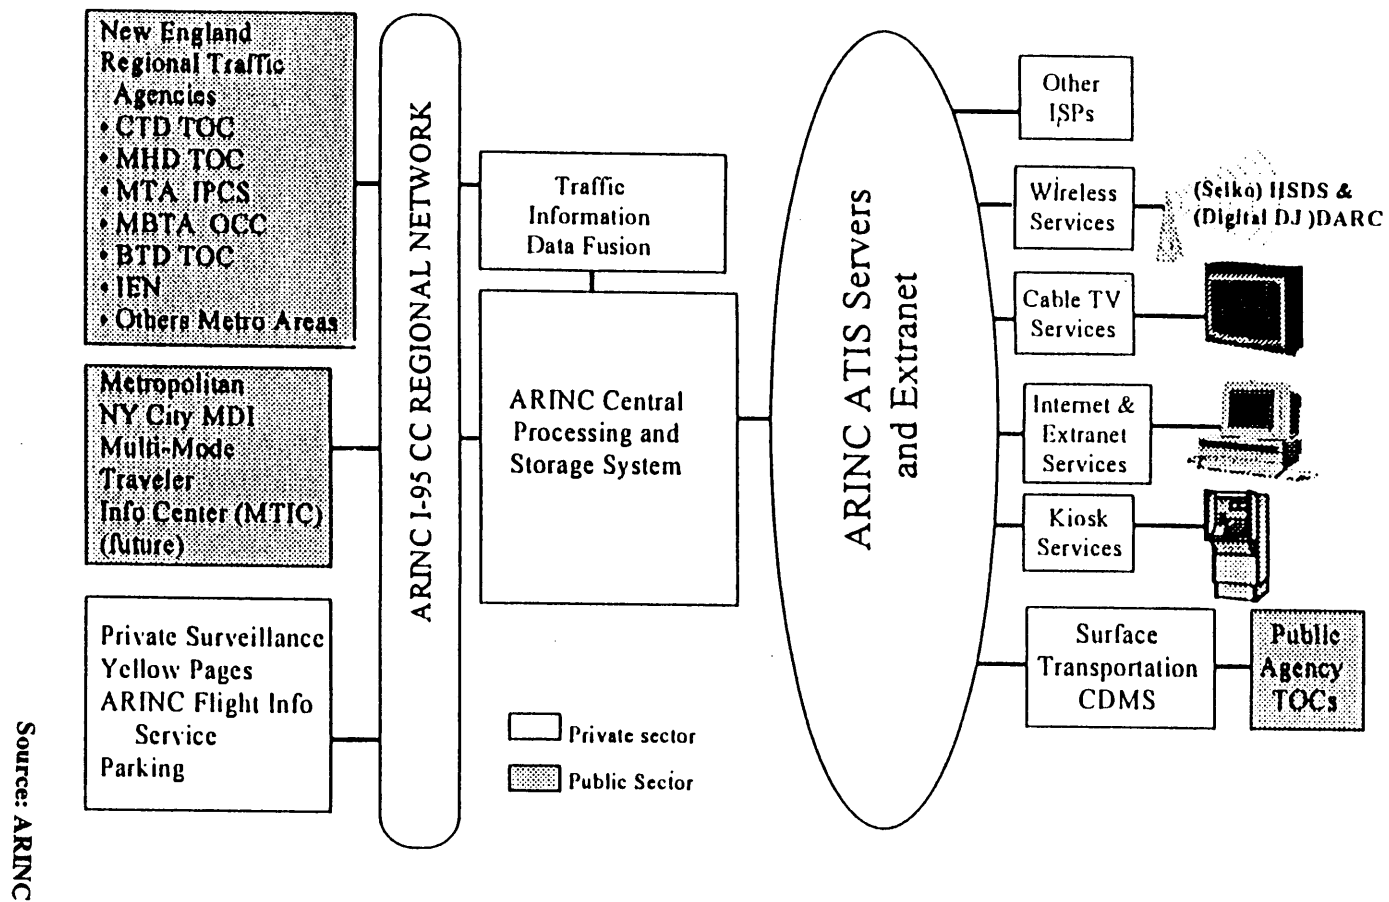 New England
Regional Traffic
Agencies
• CTD TOC
• MHD TOC
• MTA IPCS
• MBTA OCC
• BTD TOC
• IEN
• Others Metro Areas
Metropolitan
NY City MDI
Multi-Mode
Traveler
Info Center (MTIC)
(future)
Private Surveillance
Yellow Pages
ARINC Flight Info
Service
Parking
ARINC I-95 CC REGIONAL NETWORK
Traffic
Information
Data Fusion
ARINC Central
Processing and
Storage System
Private sector
Public Sector
ARINC ATIS Servers
and Extranet
Other
ISPs
Wireless
Services
(Seiko) HSDS &
(Digital DJ )DARC
Cable TV
Services
Internet &
Extranet
Services
Kiosk
Services
Surface
Transportation
CDMS
Public
Agency
TOCs
Source: ARINC